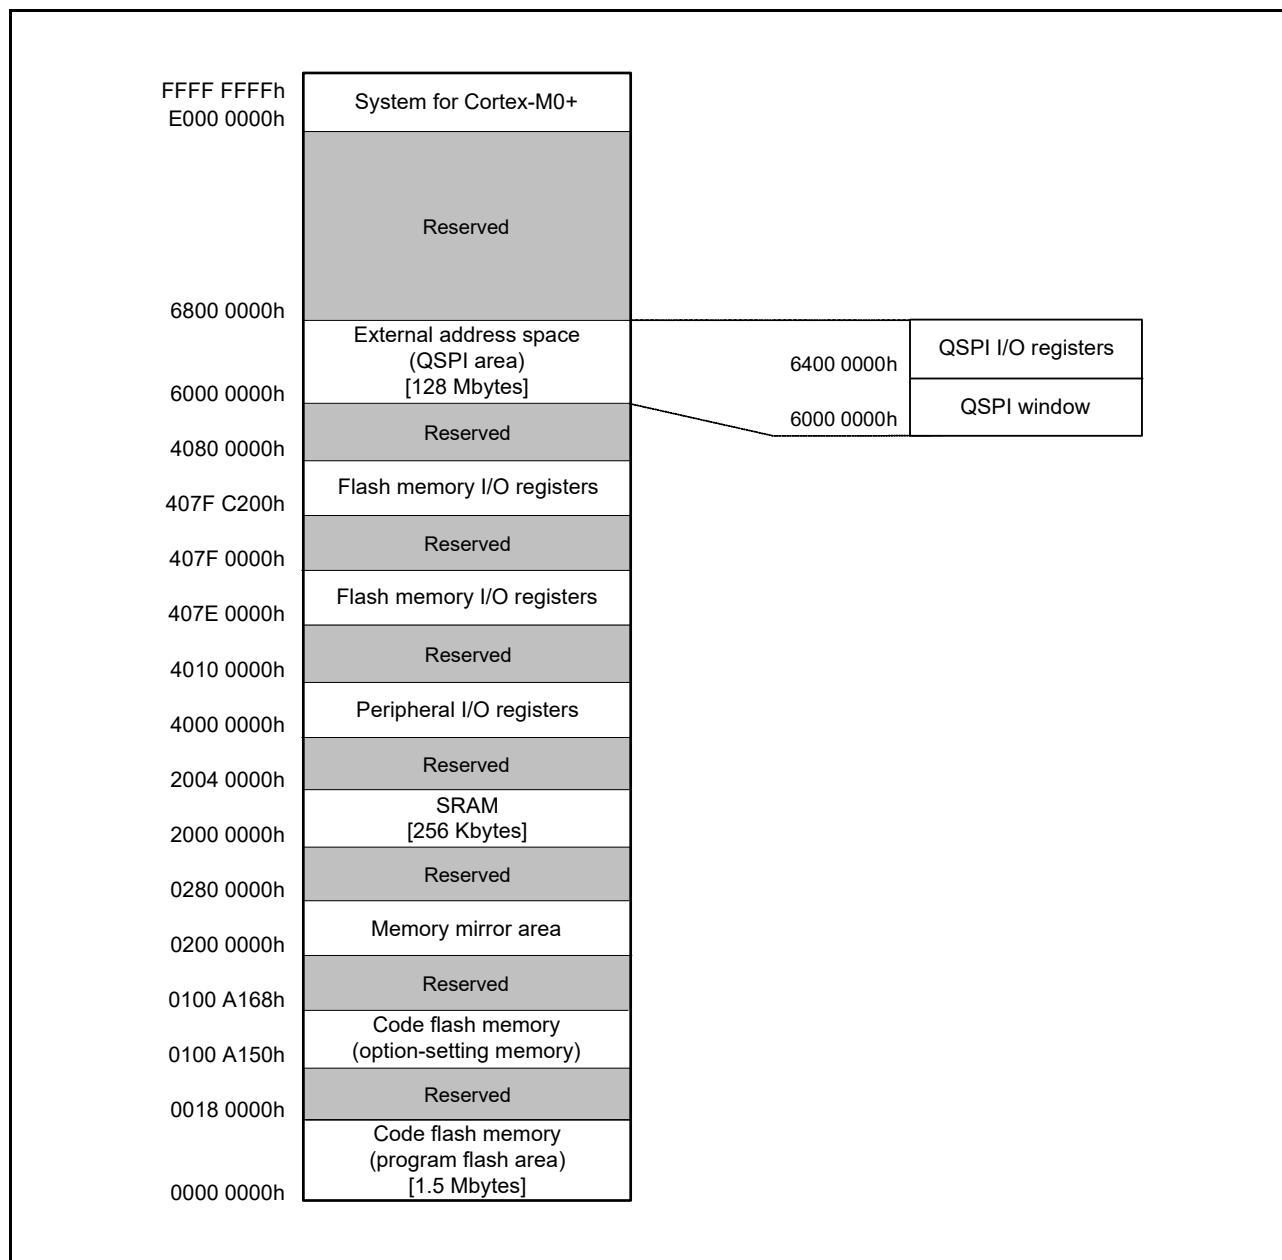 FFFF FFFFh
System for Cortex-M0+
E000 0000h
Reserved
6800 0000h
External address space
(QSPI area)
[128 Mbytes]
6000 0000h
QSPI I/O registers
6400 0000h
QSPI window
6000 0000h
Reserved
4080 0000h
Flash memory I/O registers
407F C200h
Reserved
407F 0000h
Flash memory I/O registers
407E 0000h
Reserved
4010 0000h
Peripheral I/O registers
4000 0000h
Reserved
2004 0000h
SRAM
[256 Kbytes]
2000 0000h
Reserved
0280 0000h
Memory mirror area
0200 0000h
Reserved
0100 A168h
Code flash memory
(option-setting memory)
0100 A150h
Reserved
0018 0000h
Code flash memory
(program flash area)
[1.5 Mbytes]
0000 0000h